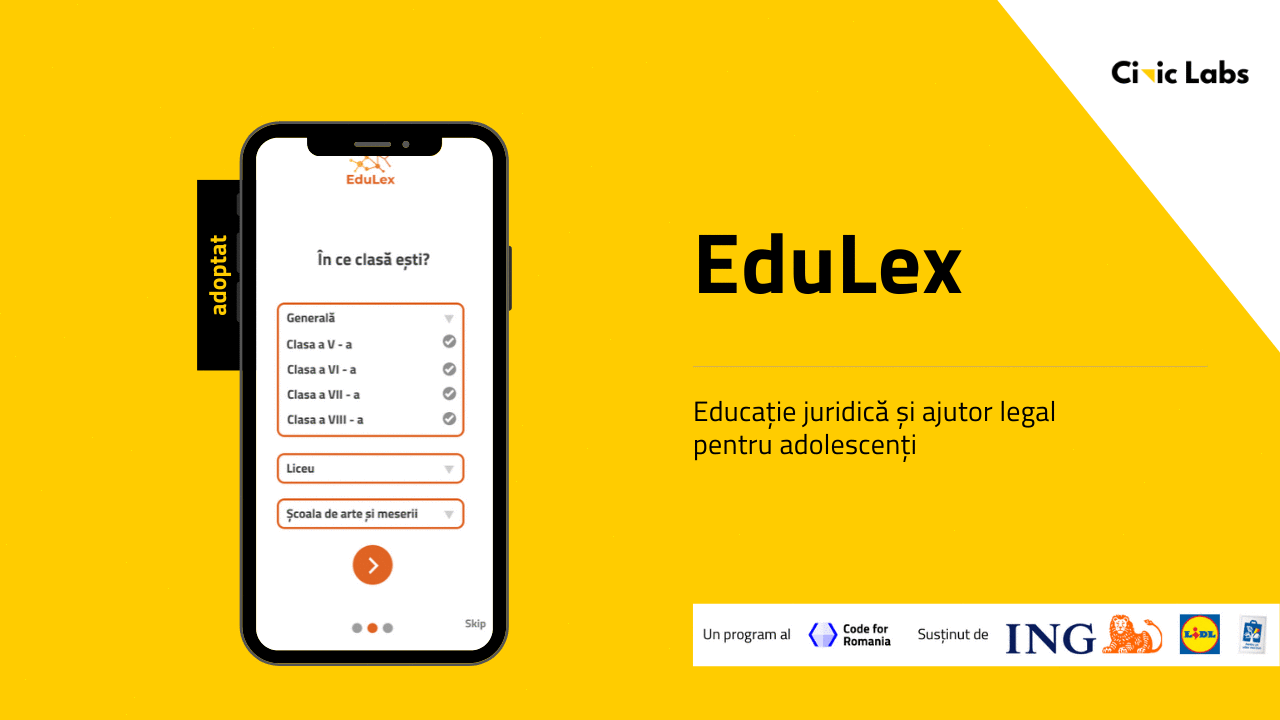 Civic Labs
adoptat
EduLex
În ce clasă ești?
Generală
Clasa a V - a
Clasa a VI - a
Clasa a VII - a
Clasa a VIII - a
Liceu
Școala de arte și meserii
Skip
EduLex
Educație juridică și ajutor legal
pentru adolescenți
Un program al
Code for
Romania
Susținut de
ING
LIDL